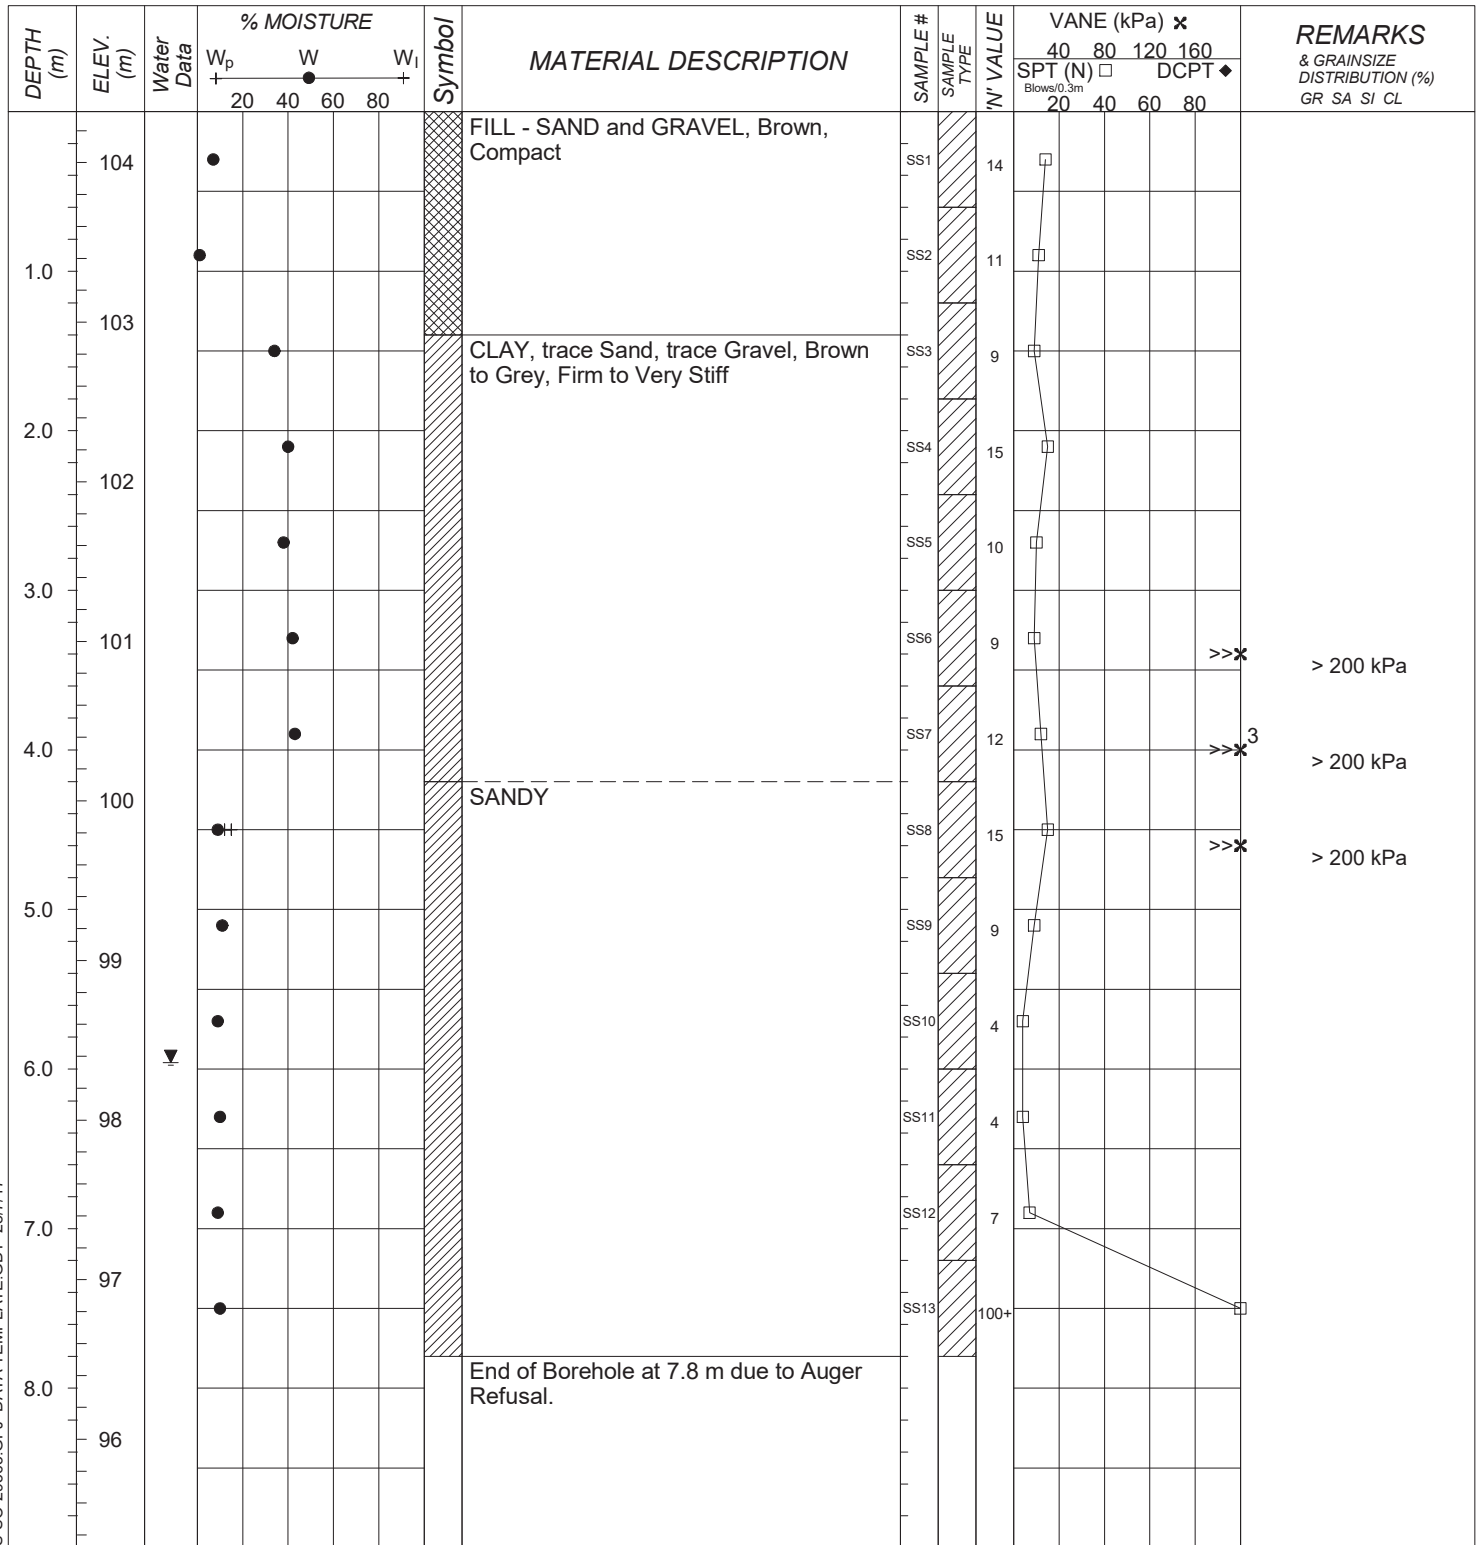 DEPTH (m)
ELEV. (m)
Water Data
% MOISTURE
Wp W Wl
20 40 60 80
Symbol
MATERIAL DESCRIPTION
SAMPLE #
SAMPLE TYPE
'N' VALUE
VANE (kPa)
40 80 120 160
SPT (N) DCPT
Blows/0.3m
20 40 60 80
REMARKS
& GRAINSIZE
DISTRIBUTION (%)
GR SA SI CL
FILL - SAND and GRAVEL, Brown,
Compact
104 SS1 14
SS2 11
1.0
103
CLAY, trace Sand, trace Gravel, Brown
to Grey, Firm to Very Stiff
SS3 9
2.0
SS4 15
102
SS5 10
3.0
101 SS6 9
>>
> 200 kPa
SS7 12 3
4.0 >>
> 200 kPa
SANDY
100
SS8 15
>>
> 200 kPa
5.0
SS9 9
99
SS10 4
6.0
98 SS11 4
SS12 7
7.0
97
SS13 100+
End of Borehole at 7.8 m due to Auger
Refusal.
8.0
96